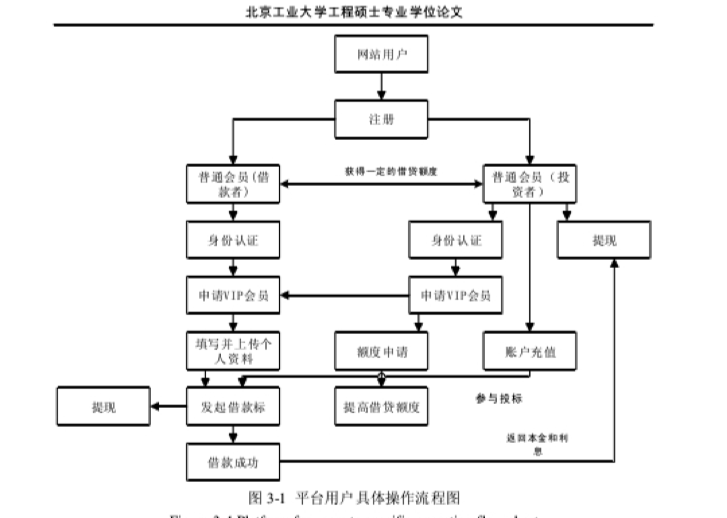 北京工业大学工程硕士专业学位论文
网站用户
注册
普通会员(借
款者)
获得一定的借贷额度
普通会员（投
资者）
身份认证
身份认证
提现
申请VIP会员
申请VIP会员
填写并上传个
人资料
额度申请
账户充值
提现
发起借款标
提高借贷额度
参与投标
返回本金和利
息
借款成功
图 3-1 平台用户具体操作流程图